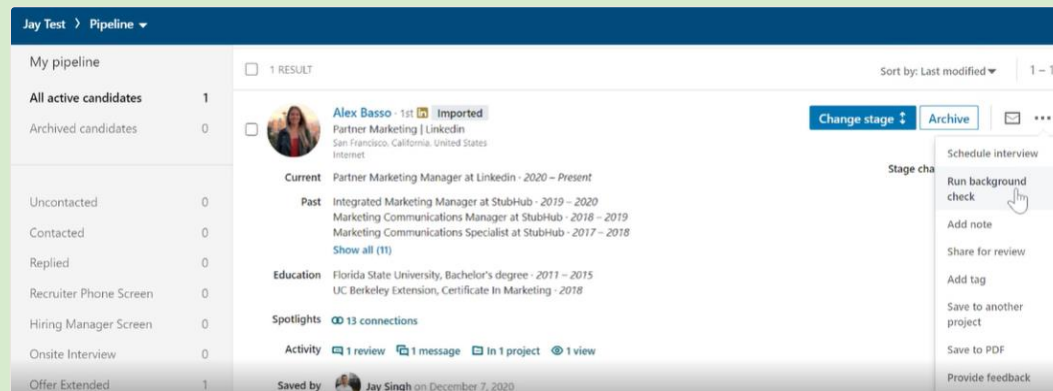 Jay Test > Pipeline
My pipeline
All active candidates 1
Archived candidates 0
Uncontacted 0
Contacted 0
Replied 0
Recruiter Phone Screen 0
Hiring Manager Screen 0
Onsite Interview 0
Offer Extended 1
1 RESULT
Sort by: Last modified
1 – 1
Alex Basso · 1st in Imported
Partner Marketing | Linkedin
San Francisco, California, United States
Internet
Change stage
Archive
Current Partner Marketing Manager at Linkedin · 2020 – Present
Past Integrated Marketing Manager at StubHub · 2019 – 2020
Marketing Communications Manager at StubHub · 2018 – 2019
Marketing Communications Specialist at StubHub · 2017 – 2018
Show all (11)
Education Florida State University, Bachelor's degree · 2011 – 2015
UC Berkeley Extension, Certificate In Marketing · 2018
Spotlights 13 connections
Activity 1 review 1 message In 1 project 1 view
Saved by Jay Singh on December 7, 2020
Stage cha
Schedule interview
Run background
check
Add note
Share for review
Add tag
Save to another
project
Save to PDF
Provide feedback